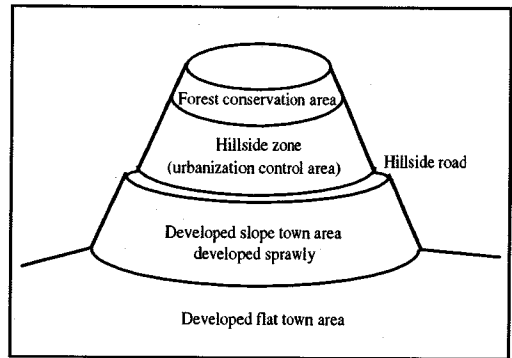 Forest conservation area
Hillside zone
(urbanization control area)
Hillside road
Developed slope town area
developed sprawly
Developed flat town area